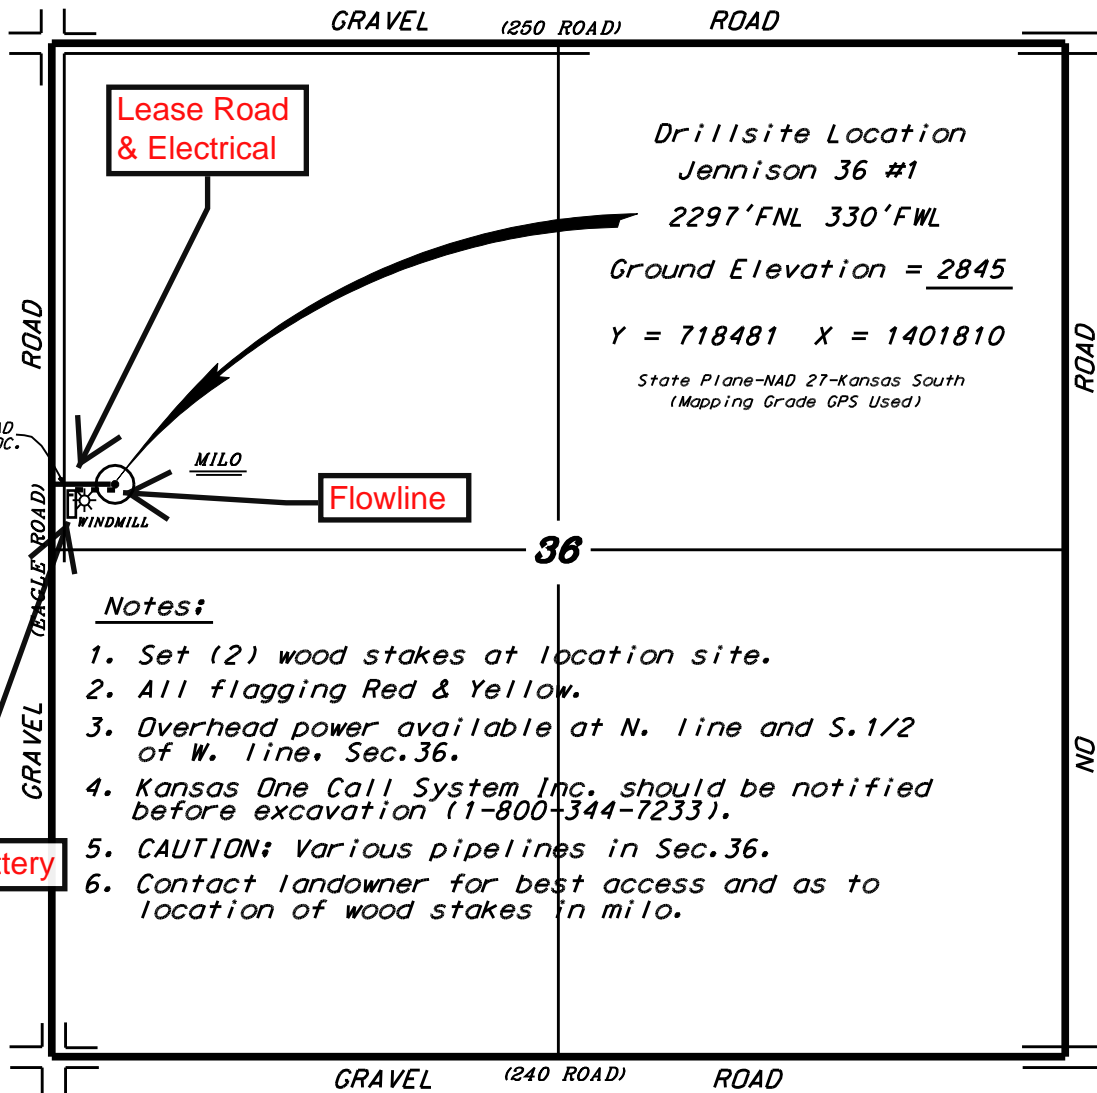 GRAVEL (250 ROAD) ROAD
Lease Road
& Electrical
Drillsite Location
Jennison 36 #1
2297'FNL 330'FWL
Ground Elevation = 2845
Y = 718481 X = 1401810
State Plane-NAD 27-Kansas South
(Mapping Grade GPS Used)
ROAD
ROAD
MILO
Flowline
WINDMILL
(EAGLE ROAD)
36
Notes:
1. Set (2) wood stakes at location site.
2. All flagging Red & Yellow.
3. Overhead power available at N. line and S.1/2
of W. line, Sec.36.
4. Kansas One Call System Inc. should be notified
before excavation (1-800-344-7233).
5. CAUTION: Various pipelines in Sec.36.
6. Contact landowner for best access and as to
location of wood stakes in milo.
GRAVEL
NO
tery
GRAVEL (240 ROAD) ROAD